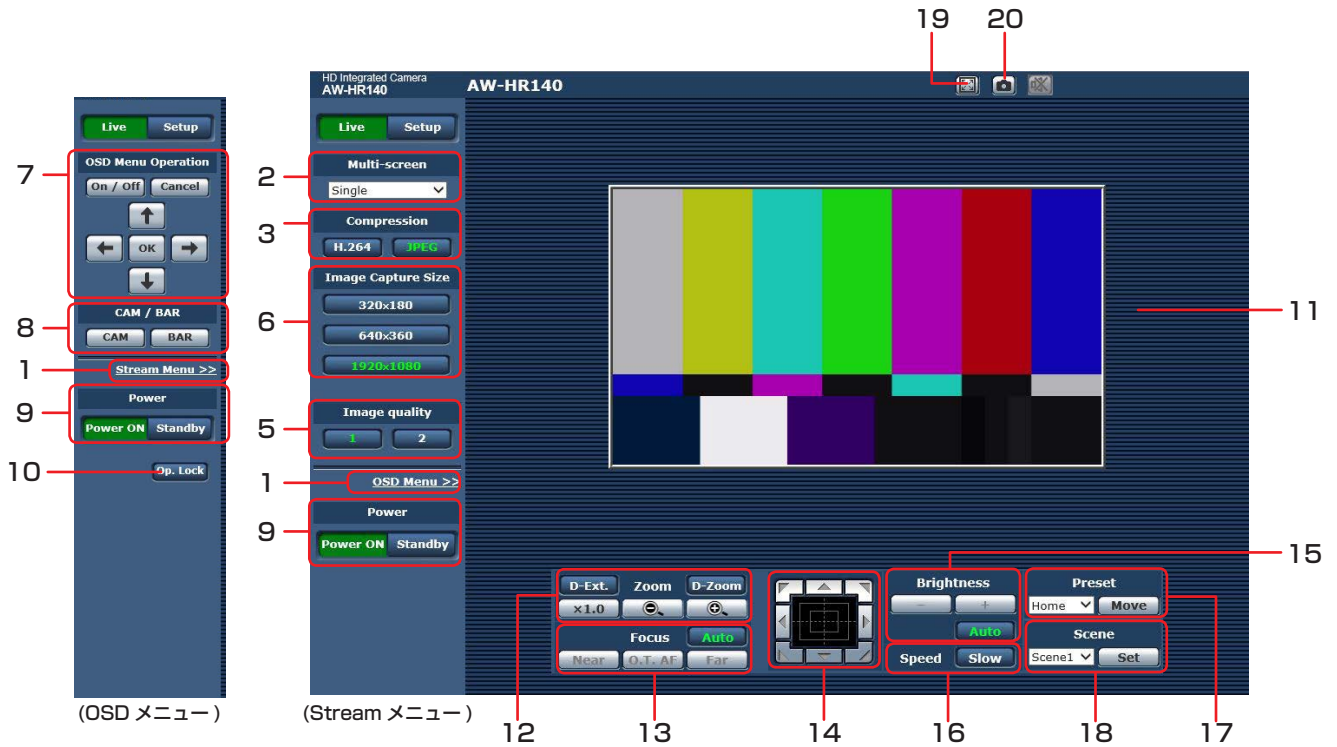 19 20
HD Integrated Camera
AW-HR140
AW-HR140
Live Setup
7
OSD Menu Operation
On / Off Cancel
OK
8
CAM / BAR
CAM BAR
1
Stream Menu >>
9
Power
Power ON Standby
10
Op. Lock
(OSD メニュー)
Live Setup
2
Multi-screen
Single
3
Compression
H.264 JPEG
6
Image Capture Size
320x180
640x360
1920x1080
5
Image quality
1 2
1
OSD Menu >>
9
Power
Power ON Standby
(Stream メニュー)
11
15
D-Ext. Zoom D-Zoom
×1.0
Focus Auto
Near O.T. AF Far
Brightness
− +
Auto
Speed Slow
Preset
Home Move
Scene
Scene1 Set
12 13 14 16 18 17